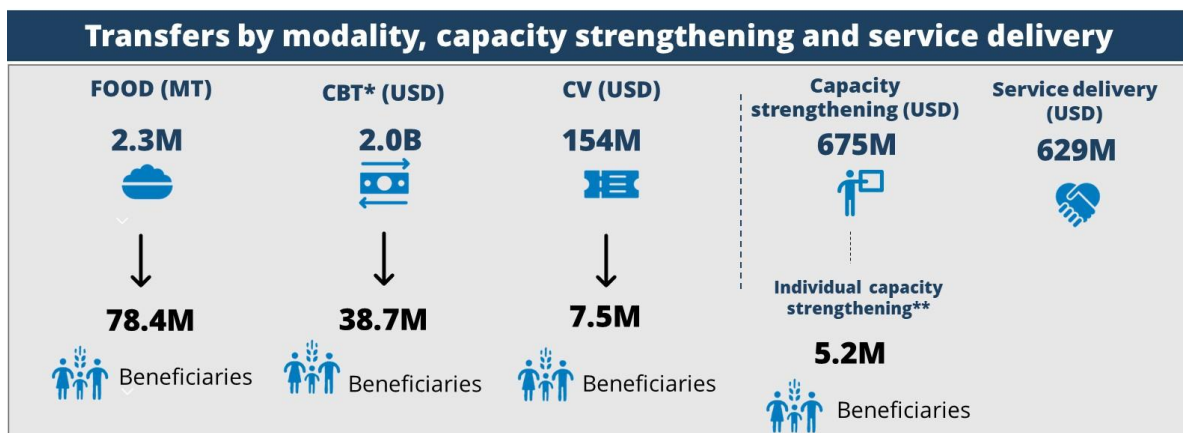 Transfers by modality, capacity strengthening and service delivery
FOOD (MT)
2.3M
78.4M
Beneficiaries
CBT* (USD)
2.0B
38.7M
Beneficiaries
CV (USD)
154M
7.5M
Beneficiaries
Capacity
strengthening (USD)
675M
Individual capacity
strengthening**
5.2M
Beneficiaries
Service delivery
(USD)
629M